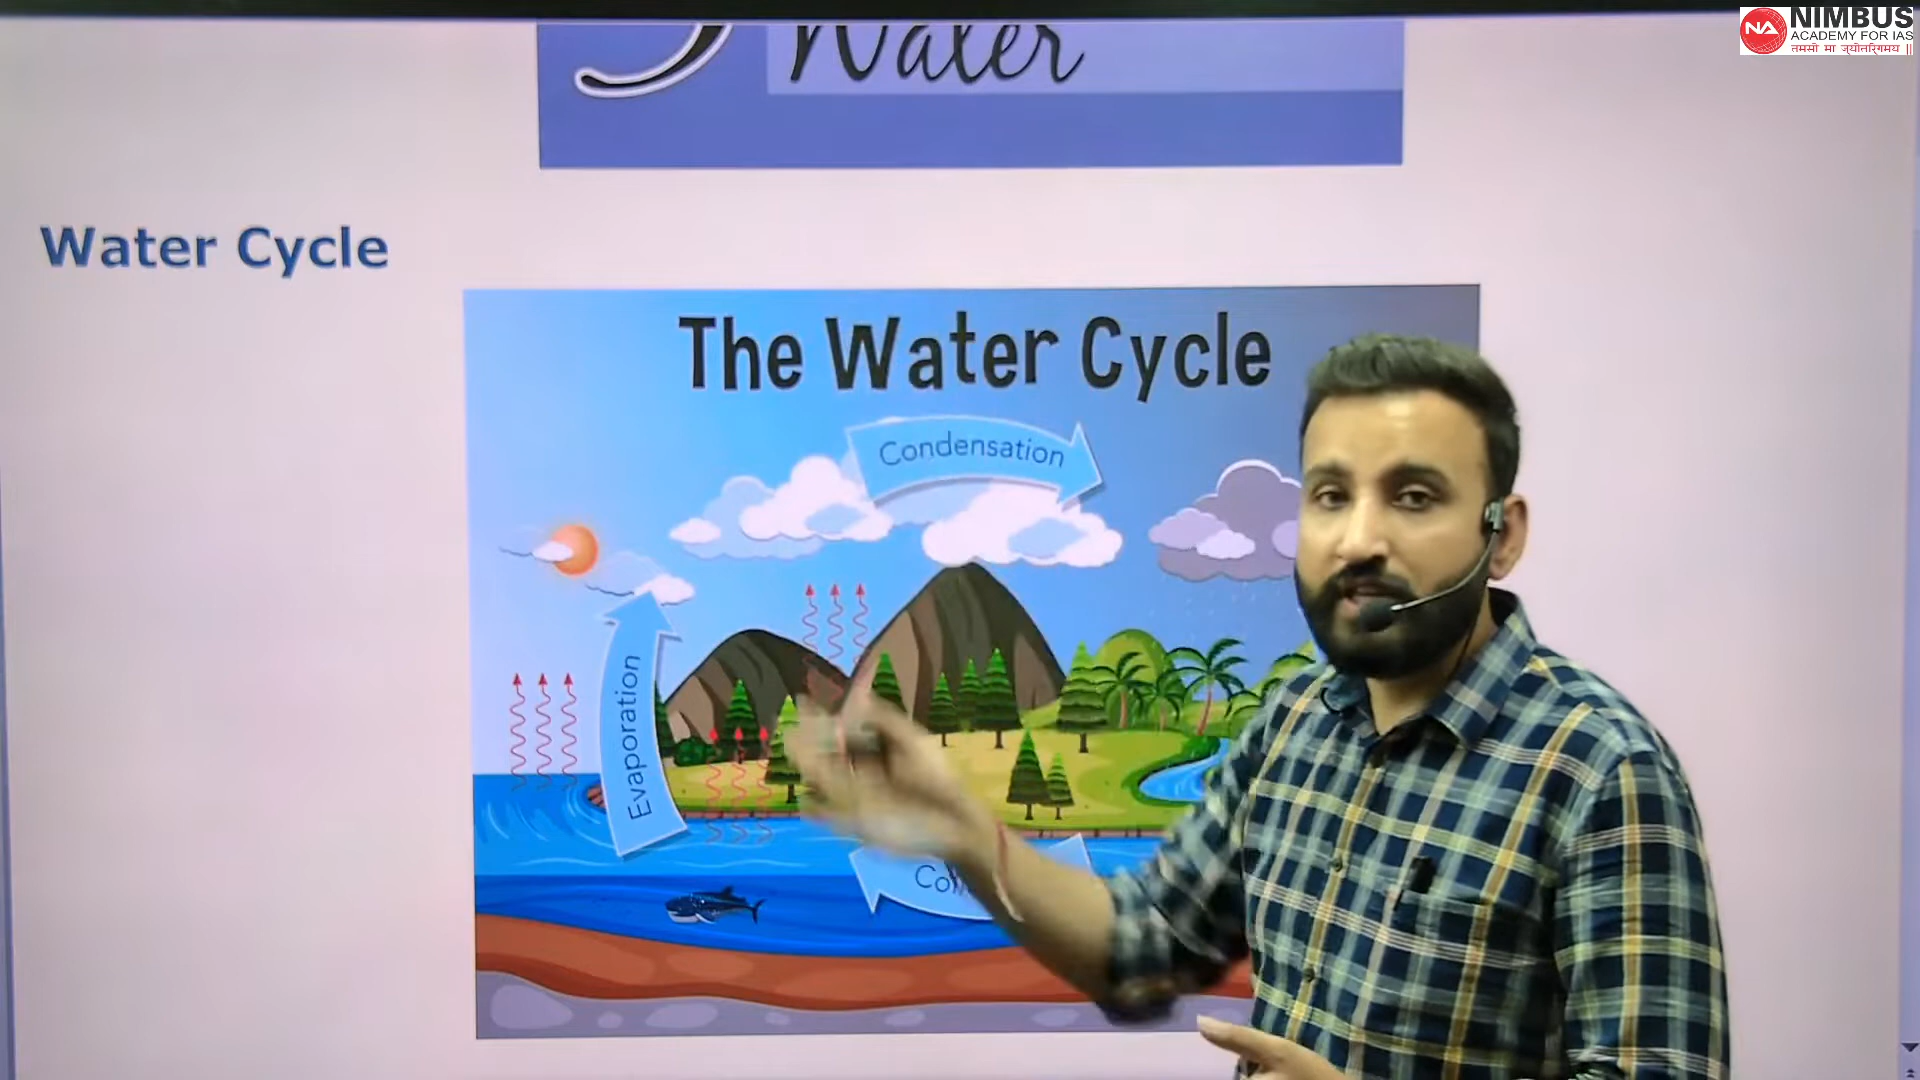 Water
NIMBUS
ACADEMY FOR IAS
तमसो मा ज्योतिर्गमय ||
Water Cycle
The Water Cycle
Condensation
Evaporation